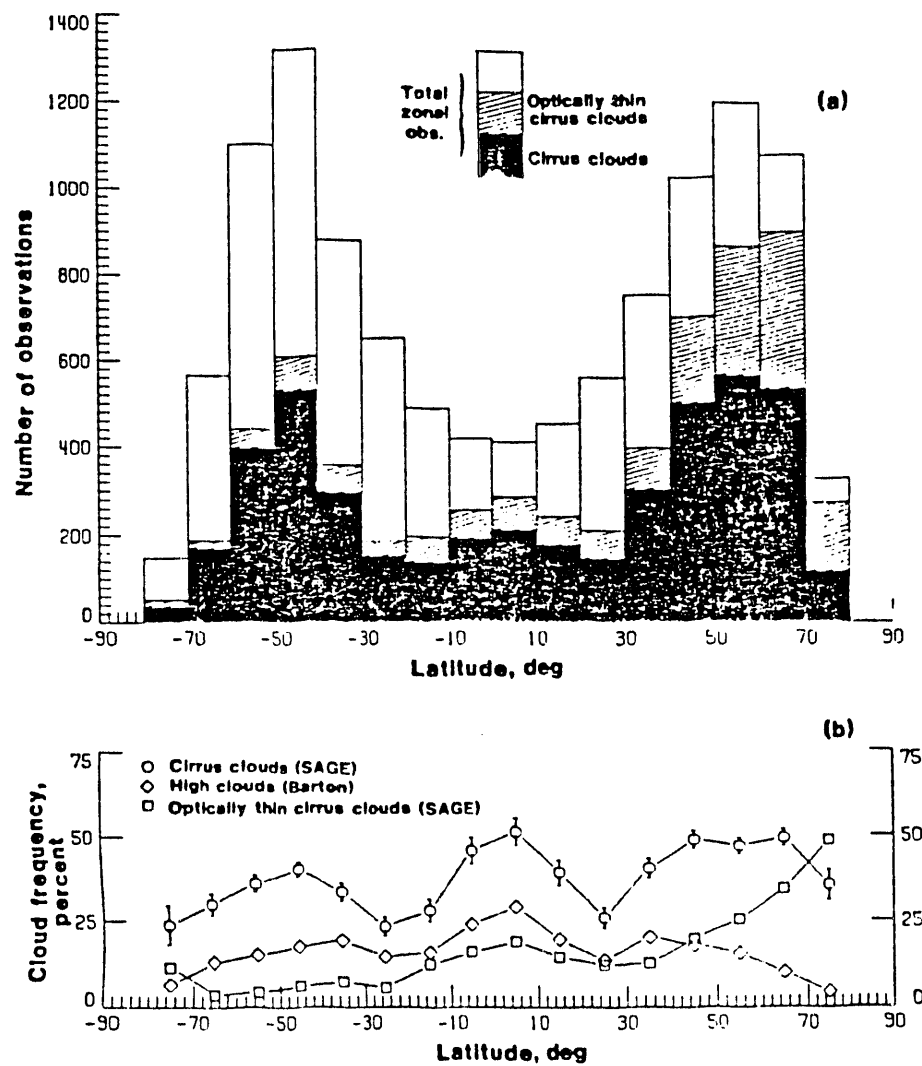 1400
1200
1000
800
600
400
200
0
Number of observations
Total
zonal
obs.
Optically thin
cirrus clouds
Cirrus clouds
(a)
-90 -70 -50 -30 -10 10 30 50 70 90
Latitude, deg
(b)
75
50
25
0
Cloud frequency,
percent
Cirrus clouds (SAGE)
High clouds (Barton)
Optically thin cirrus clouds (SAGE)
75
50
25
0
-90 -70 -50 -30 -10 10 30 50 70 90
Latitude, deg